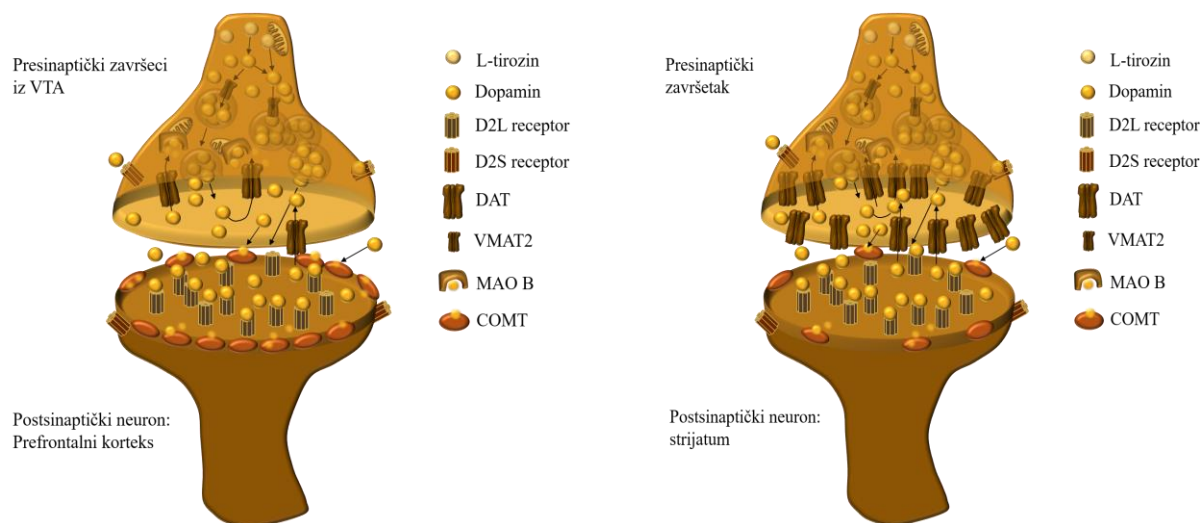 Presinaptički završeci
iz VTA
L-tirozin
Dopamin
D2L receptor
D2S receptor
DAT
VMAT2
MAO B
COMT
Postsinaptički neuron:
Prefrontalni korteks
Presinaptički
završetak
L-tirozin
Dopamin
D2L receptor
D2S receptor
DAT
VMAT2
MAO B
COMT
Postsinaptički neuron:
strijatum